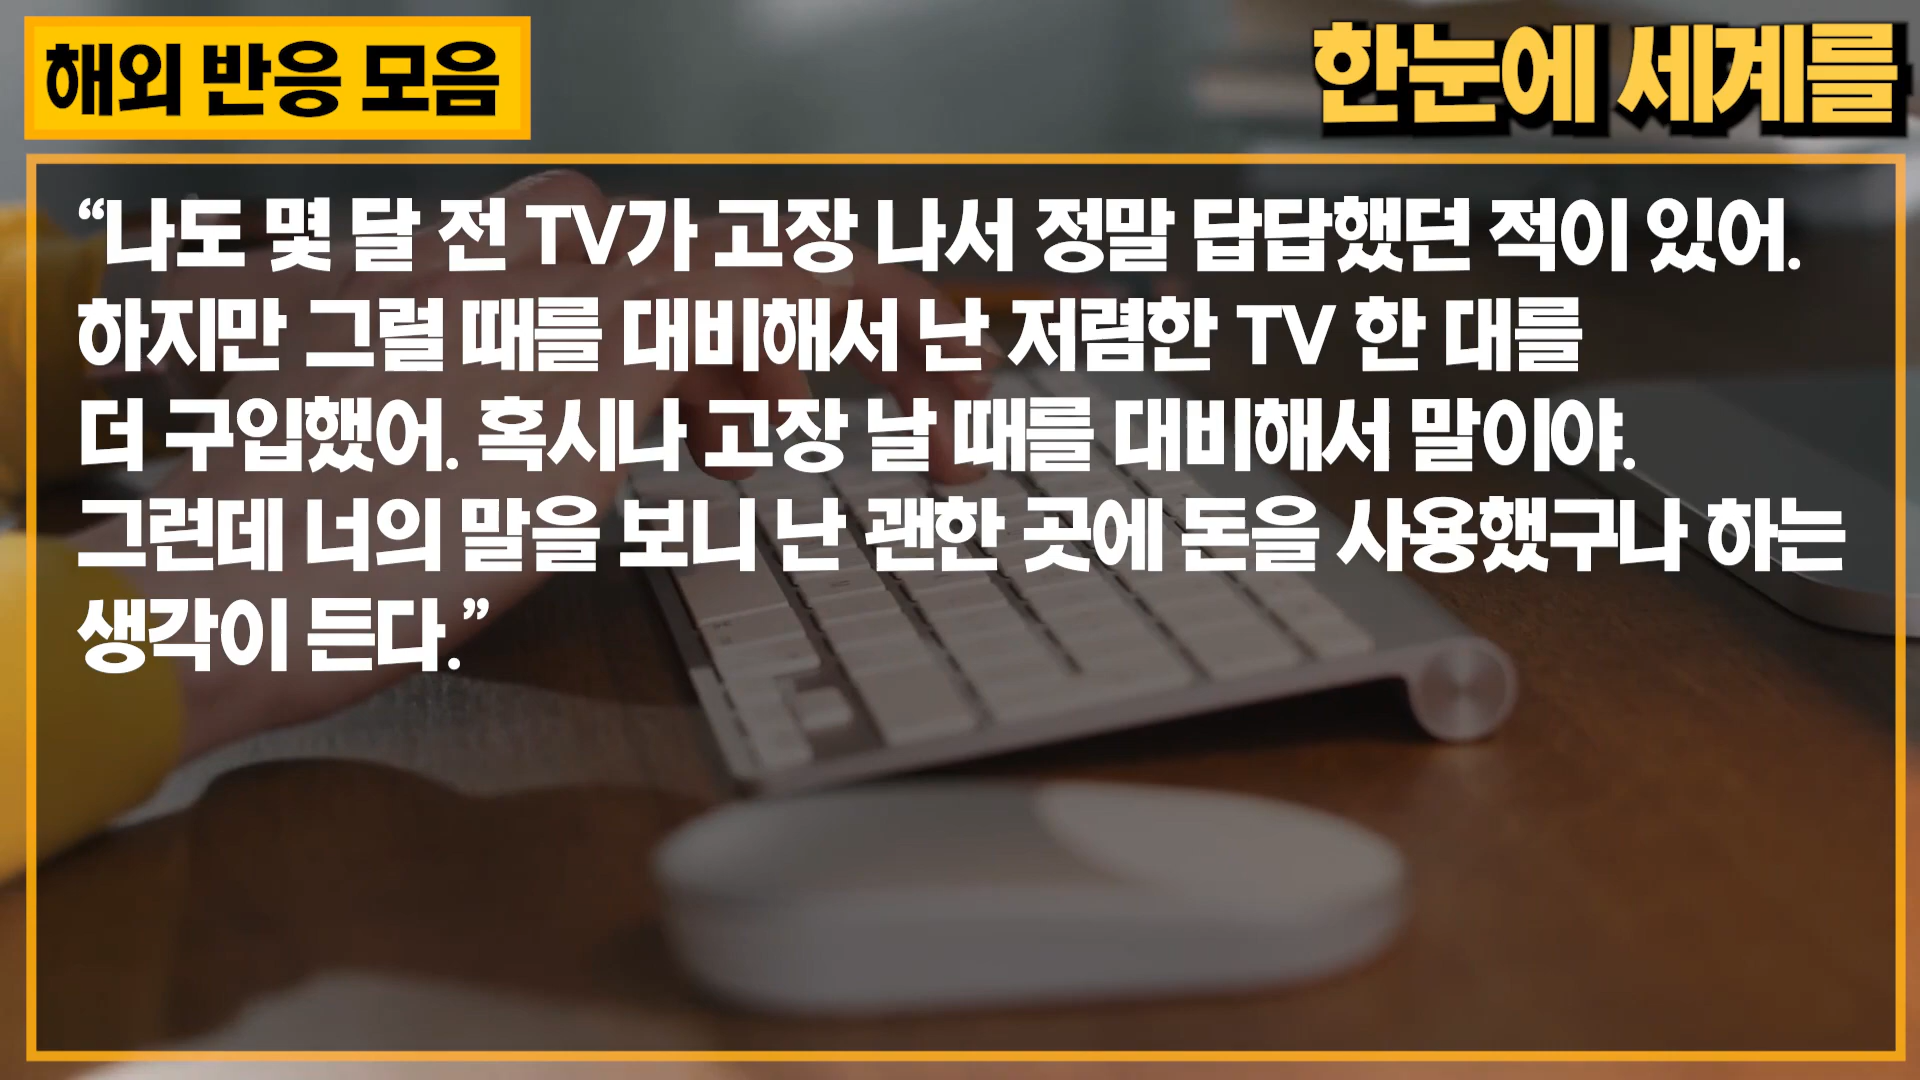 해외 반응 모음
한눈에 세계를
“나도 몇 달 전 TV가 고장 나서 정말 답답했던 적이 있어.
하지만 그럴 때를 대비해서 난 저렴한 TV 한 대를
더 구입했어. 혹시나 고장 날 때를 대비해서 말이야.
그런데 너의 말을 보니 난 괜한 곳에 돈을 사용했구나 하는
생각이 든다.”